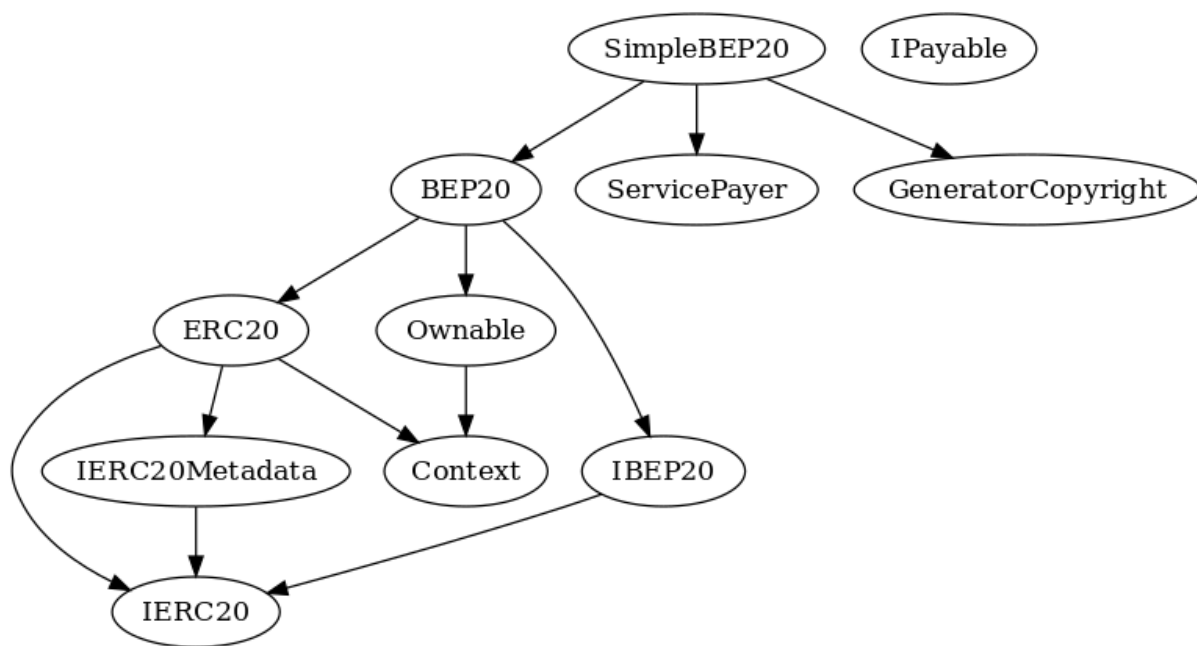 SimpleBEP20
IPayable
BEP20
ServicePayer
GeneratorCopyright
ERC20
Ownable
IERC20Metadata
Context
IBEP20
IERC20